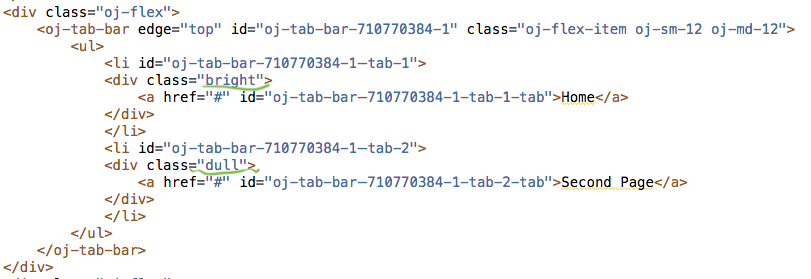 <div class="oj-flex">
<oj-tab-bar edge="top" id="oj-tab-bar-710770384-1" class="oj-flex-item oj-sm-12 oj-md-12">
<ul>
<li id="oj-tab-bar-710770384-1-tab-1">
<div class="bright">
<a href="#" id="oj-tab-bar-710770384-1-tab-1-tab">Home</a>
</div>
</li>
<li id="oj-tab-bar-710770384-1-tab-2">
<div class="dull">
<a href="#" id="oj-tab-bar-710770384-1-tab-2-tab">Second Page</a>
</div>
</li>
</ul>
</oj-tab-bar>
</div>